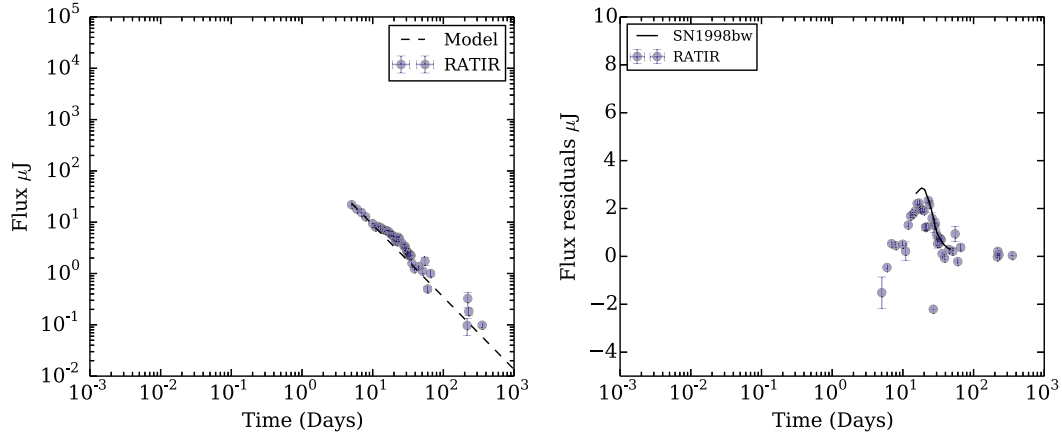 10^5
10^4
10^3
10^2
10^1
10^0
10^-1
10^-2
Flux μJ
Model
RATIR
10^-3 10^-2 10^-1 10^0 10^1 10^2 10^3
Time (Days)
10
8
6
4
2
0
−2
−4
Flux residuals μJ
SN1998bw
RATIR
10^-3 10^-2 10^-1 10^0 10^1 10^2 10^3
Time (Days)